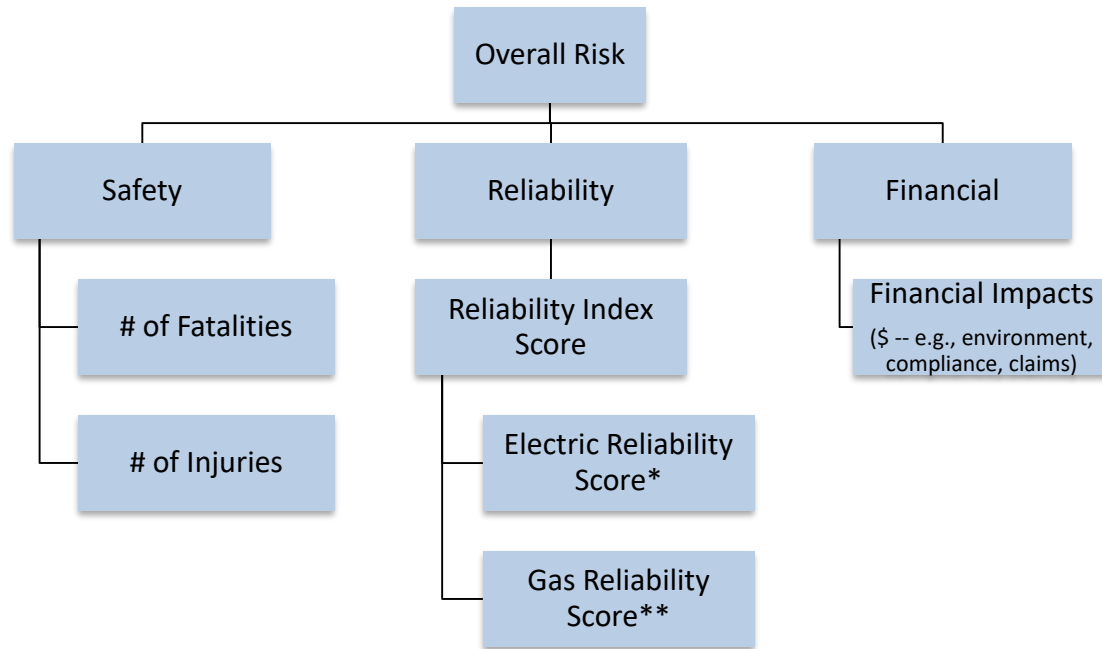 Overall Risk
Safety
Reliability
Financial
# of Fatalities
Reliability Index
Score
Financial Impacts
($ -- e.g., environment,
compliance, claims)
# of Injuries
Electric Reliability
Score*
Gas Reliability
Score**